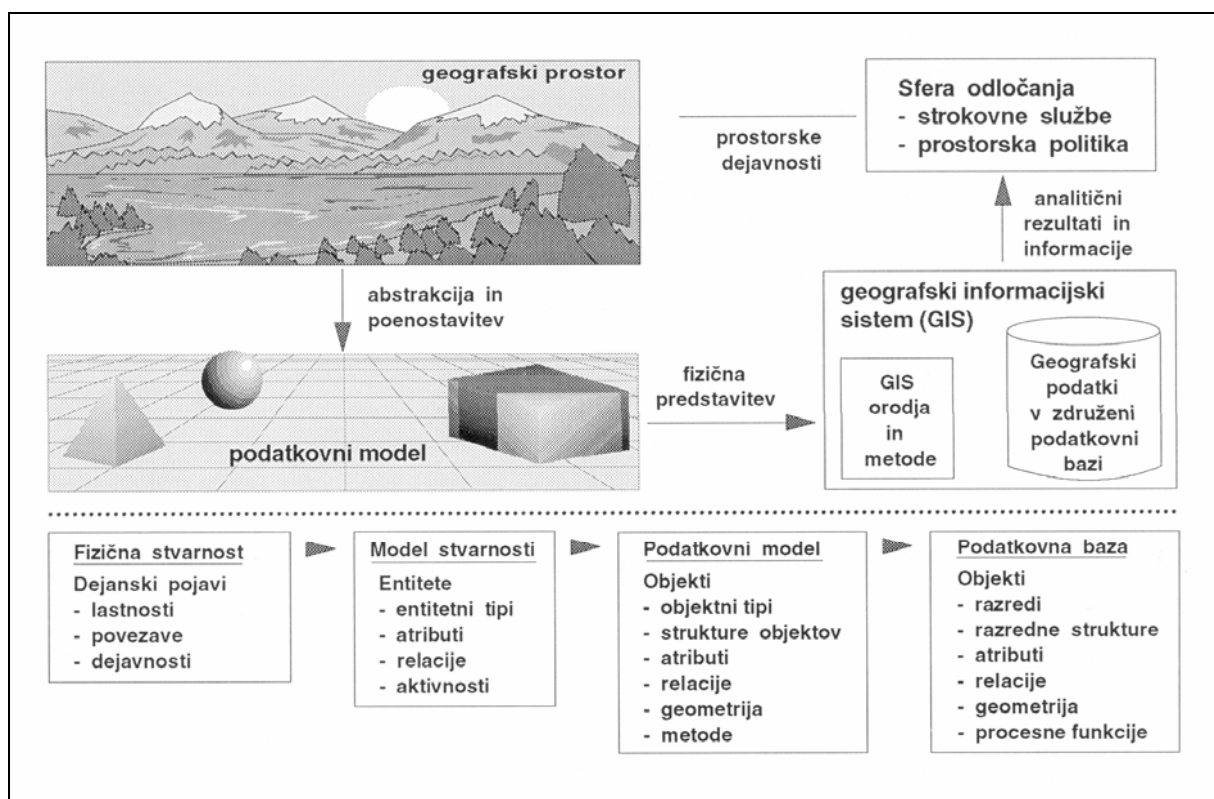 geografski prostor
prostorske
dejavnosti
Sfera odločanja
- strokovne službe
- prostorska politika
analitični
rezultati in
informacije
abstrakcija in
poenostavitev
podatkovni model
fizična
predstavitev
geografski informacijski
sistem (GIS)
GIS
orodja
in
metode
Geografski
podatki
v združeni
podatkovni
bazi
Fizična stvarnost
Dejanski pojavi
- lastnosti
- povezave
- dejavnosti
Model stvarnosti
Entitete
- entitetni tipi
- atributi
- relacije
- aktivnosti
Podatkovni model
Objekti
- objektni tipi
- strukture objektov
- atributi
- relacije
- geometrija
- metode
Podatkovna baza
Objekti
- razredi
- razredne strukture
- atributi
- relacije
- geometrija
- procesne funkcije